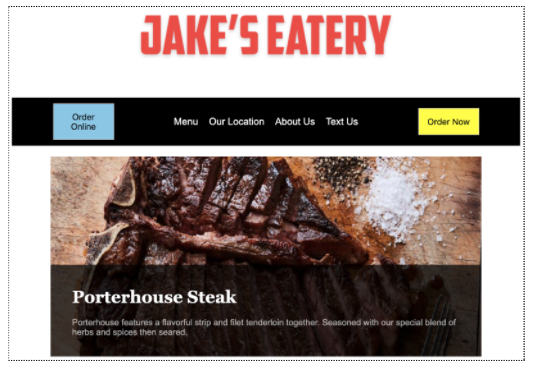 JAKE'S EATERY
Order
Online
Menu Our Location About Us Text Us
Order Now
Porterhouse Steak
Porterhouse features a flavorful strip and filet tenderloin together. Seasoned with our special blend of
herbs and spices then seared.